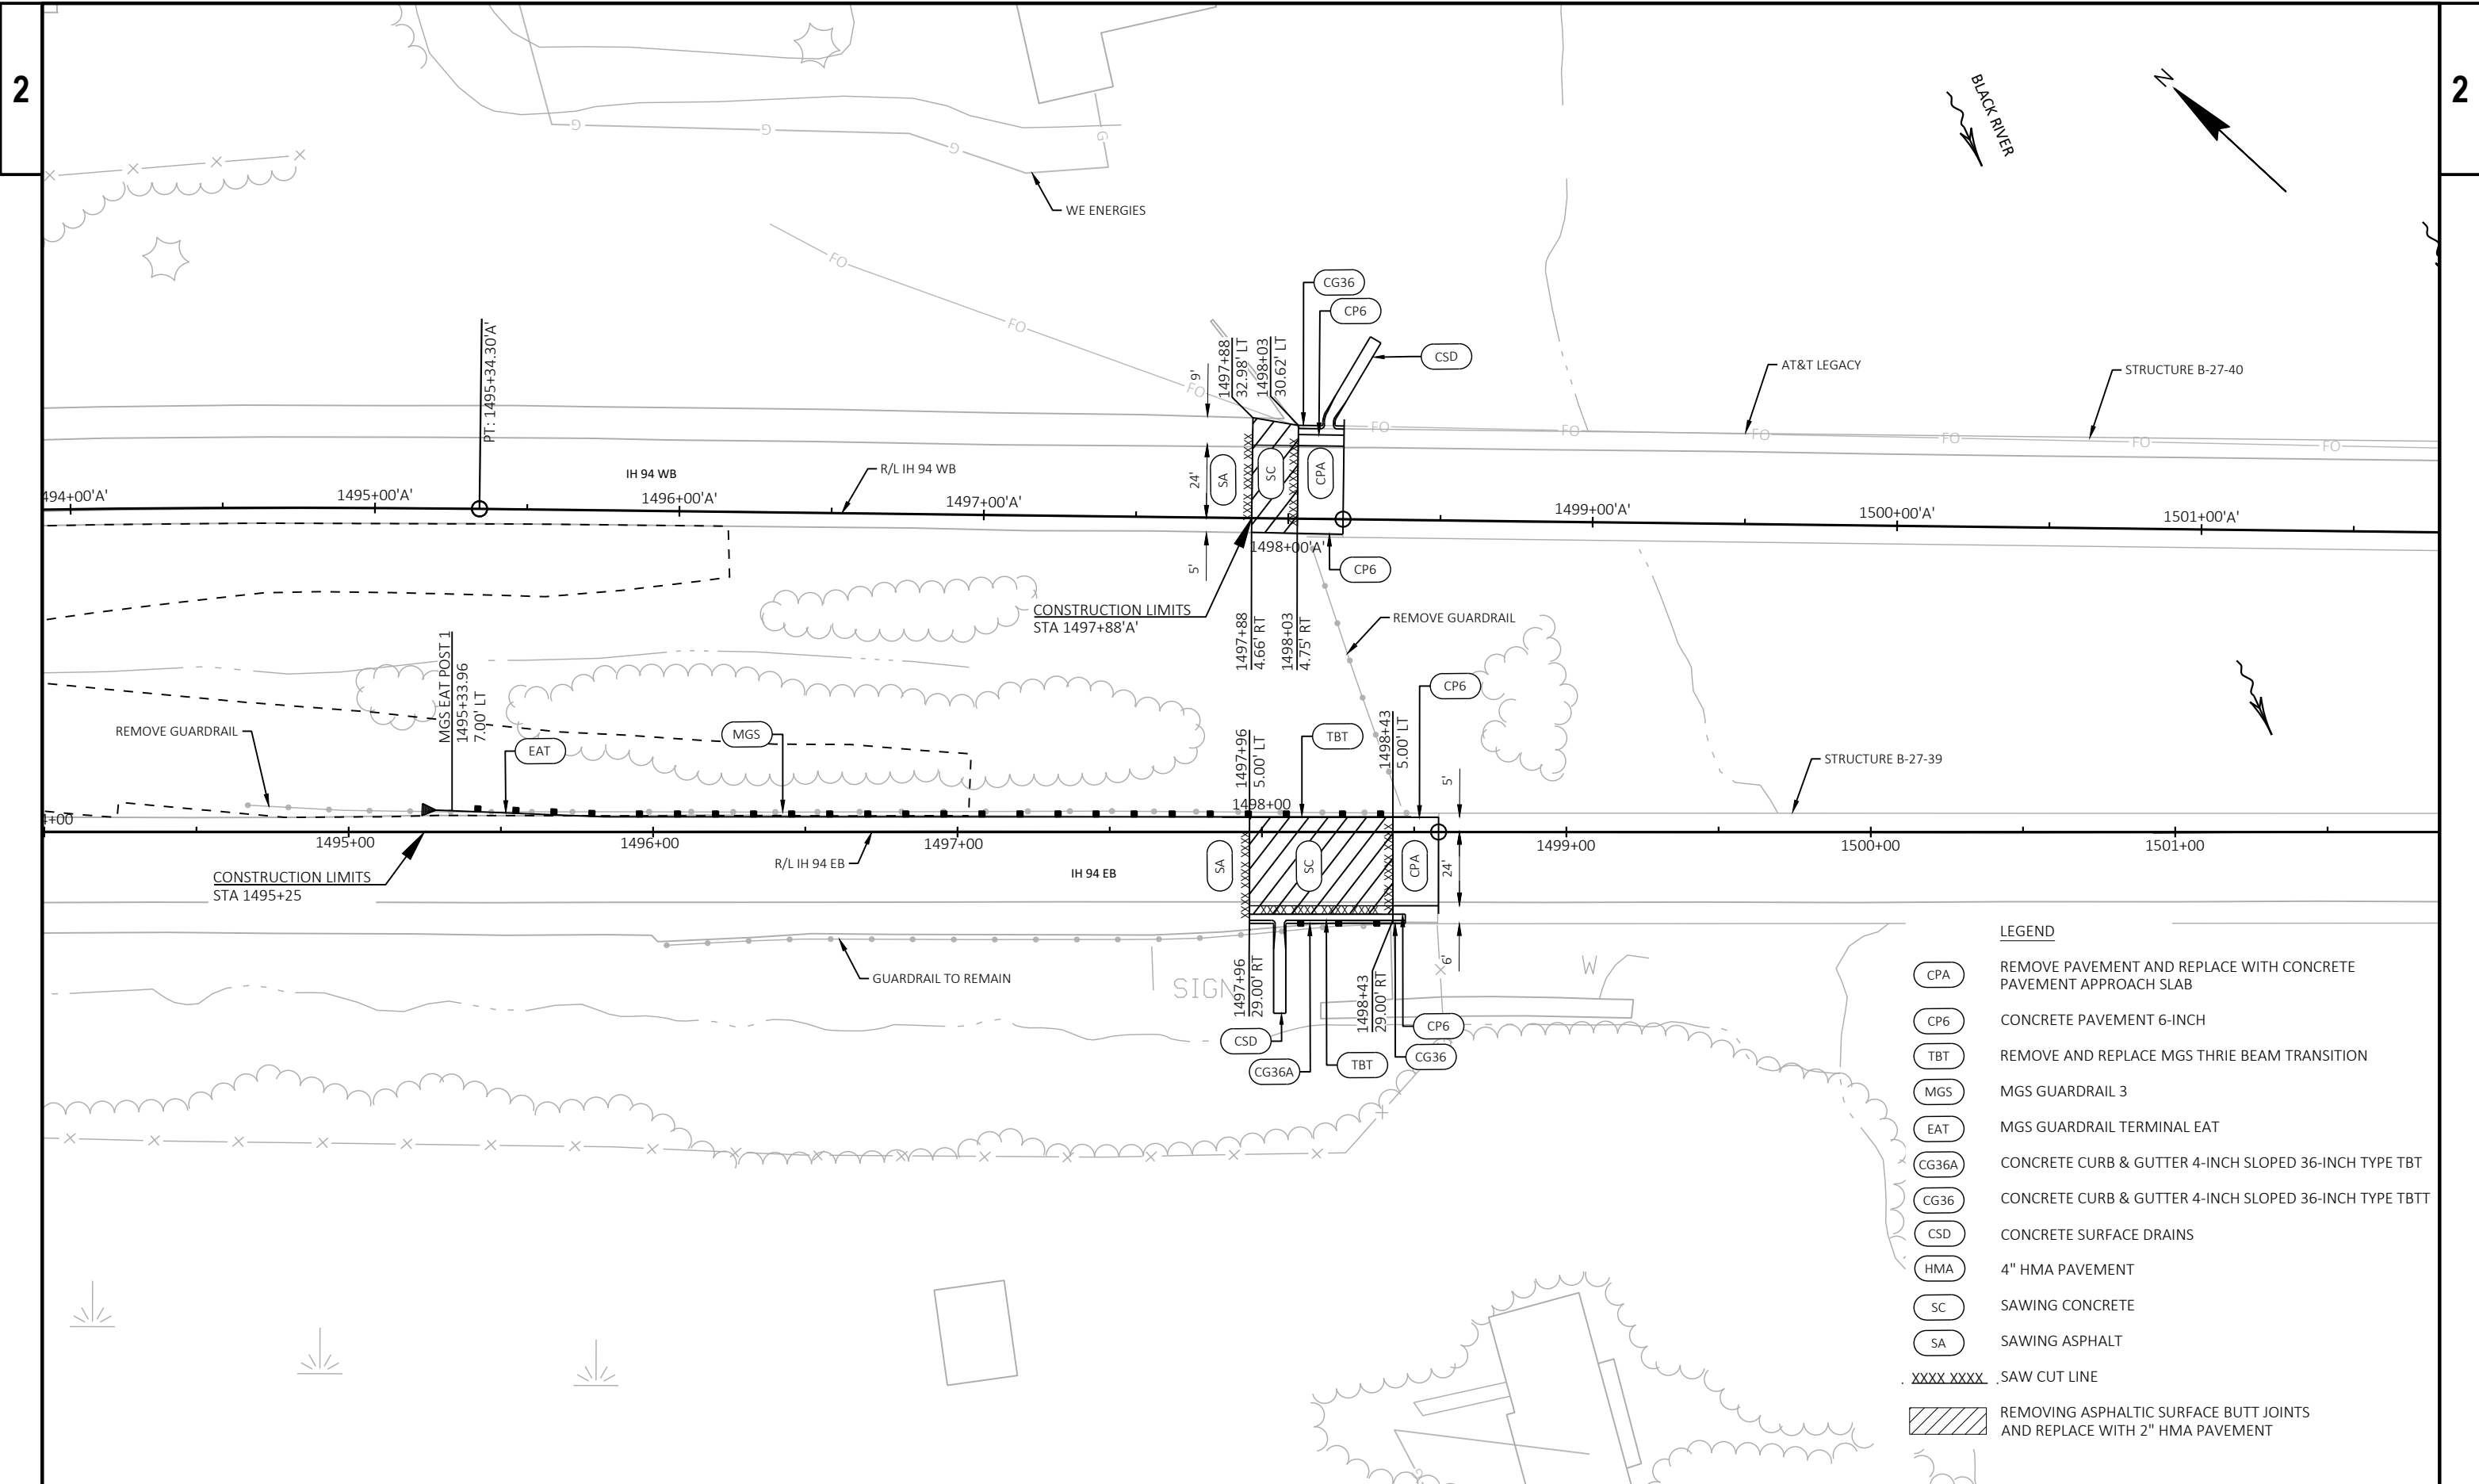 2
2
BLACK RIVER
N
G
G
G
G
WE ENERGIES
FO
FO
FO
CG36
CP6
CSD
PT: 1495+34.30'A'
9'
1497+88
32.98' LT
1498+03
30.62' LT
AT&T LEGACY
STRUCTURE B-27-40
FO
FO
FO
FO
FO
FO
IH 94 WB
R/L IH 94 WB
24'
SA
SC
CPA
494+00'A'
1495+00'A'
1496+00'A'
1497+00'A'
1498+00'A'
1499+00'A'
1500+00'A'
1501+00'A'
5'
CP6
CONSTRUCTION LIMITS
STA 1497+88'A'
1497+88
4.66' RT
1498+03
4.75' RT
REMOVE GUARDRAIL
MGS EAT POST 1
1495+33.96
7.00' LT
REMOVE GUARDRAIL
EAT
MGS
1497+96
5.00' LT
TBT
1498+43
5.00' LT
CP6
5'
STRUCTURE B-27-39
4+00
1495+00
1496+00
1497+00
1498+00
1499+00
1500+00
1501+00
CONSTRUCTION LIMITS
STA 1495+25
R/L IH 94 EB
IH 94 EB
SA
SC
CPA
24'
GUARDRAIL TO REMAIN
SIGN
1497+96
29.00' RT
1498+43
29.00' RT
6'
W
CSD
CG36A
TBT
CP6
CG36
LEGEND
CPA REMOVE PAVEMENT AND REPLACE WITH CONCRETE
PAVEMENT APPROACH SLAB
CP6 CONCRETE PAVEMENT 6-INCH
TBT REMOVE AND REPLACE MGS THRIE BEAM TRANSITION
MGS MGS GUARDRAIL 3
EAT MGS GUARDRAIL TERMINAL EAT
CG36A CONCRETE CURB & GUTTER 4-INCH SLOPED 36-INCH TYPE TBT
CG36 CONCRETE CURB & GUTTER 4-INCH SLOPED 36-INCH TYPE TBTT
CSD CONCRETE SURFACE DRAINS
HMA 4" HMA PAVEMENT
SC SAWING CONCRETE
SA SAWING ASPHALT
XXXX XXXX SAW CUT LINE
REMOVING ASPHALTIC SURFACE BUTT JOINTS
AND REPLACE WITH 2" HMA PAVEMENT